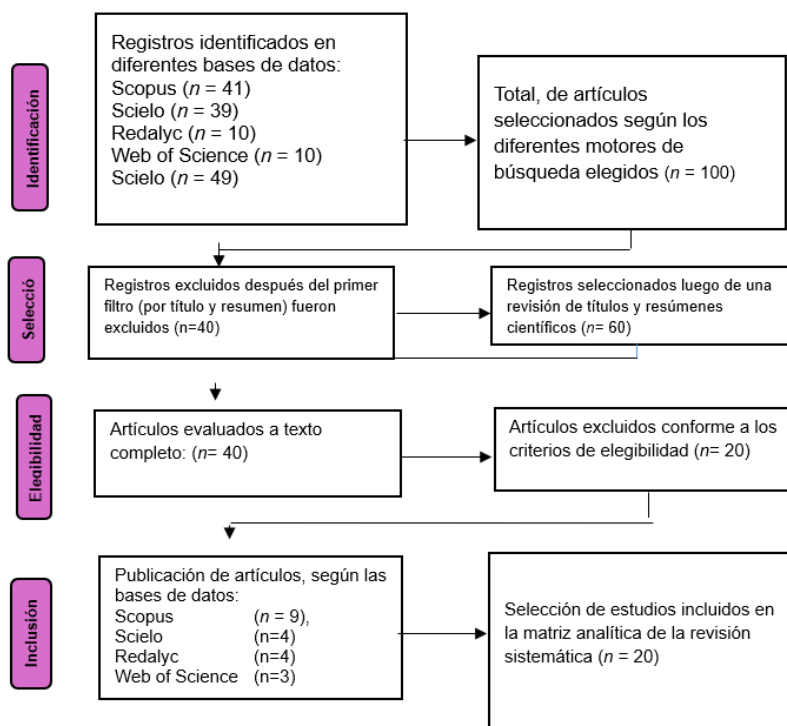 Identificación
Registros identificados en
diferentes bases de datos:
Scopus (n = 41)
Scielo (n = 39)
Redalyc (n = 10)
Web of Science (n = 10)
Scielo (n = 49)
Total, de artículos
seleccionados según los
diferentes motores de
búsqueda elegidos (n = 100)
Selecció
Registros excluidos después del primer
filtro (por título y resumen) fueron
excluidos (n=40)
Registros seleccionados luego de una
revisión de títulos y resúmenes
científicos (n= 60)
Elegibilidad
Artículos evaluados a texto
completo: (n= 40)
Artículos excluidos conforme a los
criterios de elegibilidad (n= 20)
Inclusión
Publicación de artículos, según las
bases de datos:
Scopus (n = 9),
Scielo (n=4)
Redalyc (n=4)
Web of Science (n=3)
Selección de estudios incluidos en
la matriz analítica de la revisión
sistemática (n = 20)